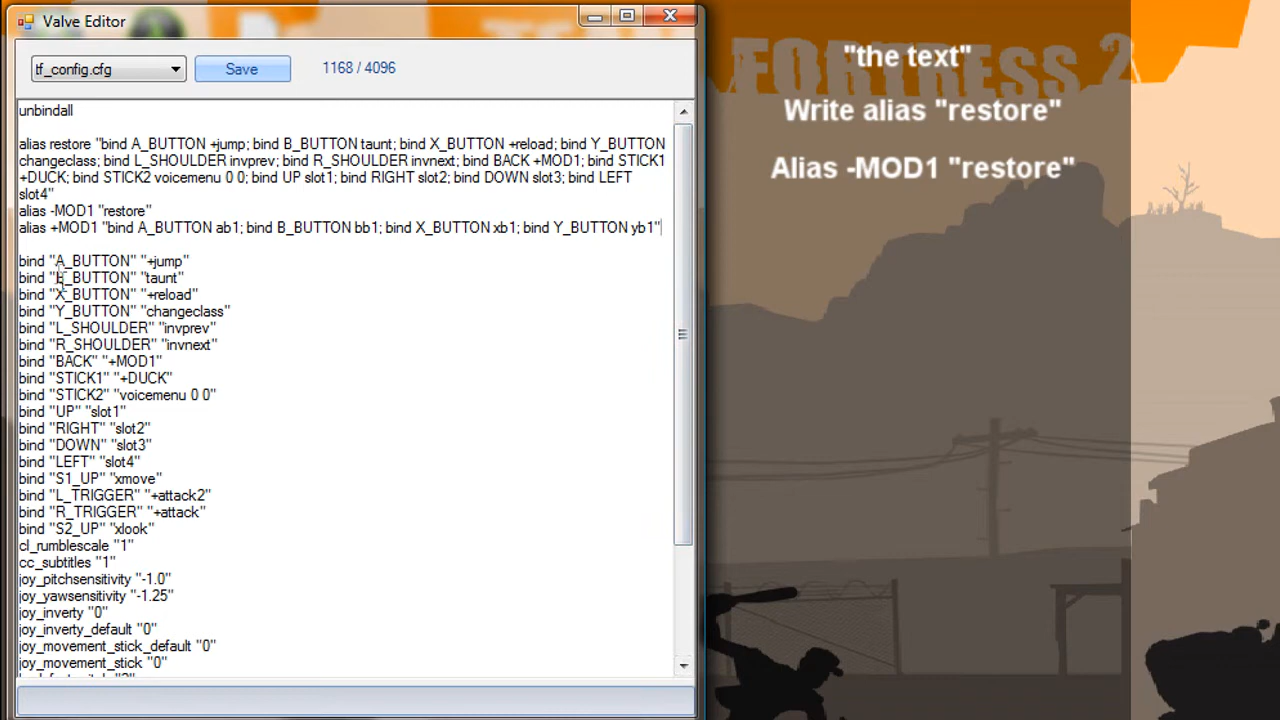 Valve Editor
tf_config.cfg
Save
1168 / 4096
unbindall
alias restore "bind A_BUTTON +jump; bind B_BUTTON taunt; bind X_BUTTON +reload; bind Y_BUTTON
changeclass; bind L_SHOULDER invprev; bind R_SHOULDER invnext; bind BACK +MOD1; bind STICK1
+DUCK; bind STICK2 voicemenu 0 0; bind UP slot1; bind RIGHT slot2; bind DOWN slot3; bind LEFT
slot4"
alias -MOD1 "restore"
alias +MOD1 "bind A_BUTTON ab1; bind B_BUTTON bb1; bind X_BUTTON xb1; bind Y_BUTTON yb1"
bind "A_BUTTON" "+jump"
bind "B_BUTTON" "taunt"
bind "X_BUTTON" "+reload"
bind "Y_BUTTON" "changeclass"
bind "L_SHOULDER" "invprev"
bind "R_SHOULDER" "invnext"
bind "BACK" "+MOD1"
bind "STICK1" "+DUCK"
bind "STICK2" "voicemenu 0 0"
bind "UP" "slot1"
bind "RIGHT" "slot2"
bind "DOWN" "slot3"
bind "LEFT" "slot4"
bind "S1_UP" "xmove"
bind "L_TRIGGER" "+attack2"
bind "R_TRIGGER" "+attack"
bind "S2_UP" "xlook"
cl_rumblescale "1"
cc_subtitles "1"
joy_pitchsensitivity "-1.0"
joy_yawsensitivity "-1.25"
joy_inverty "0"
joy_inverty_default "0"
joy_movement_stick_default "0"
joy_movement_stick "0"
FORTRESS 2
"the text"
Write alias "restore"
Alias -MOD1 "restore"